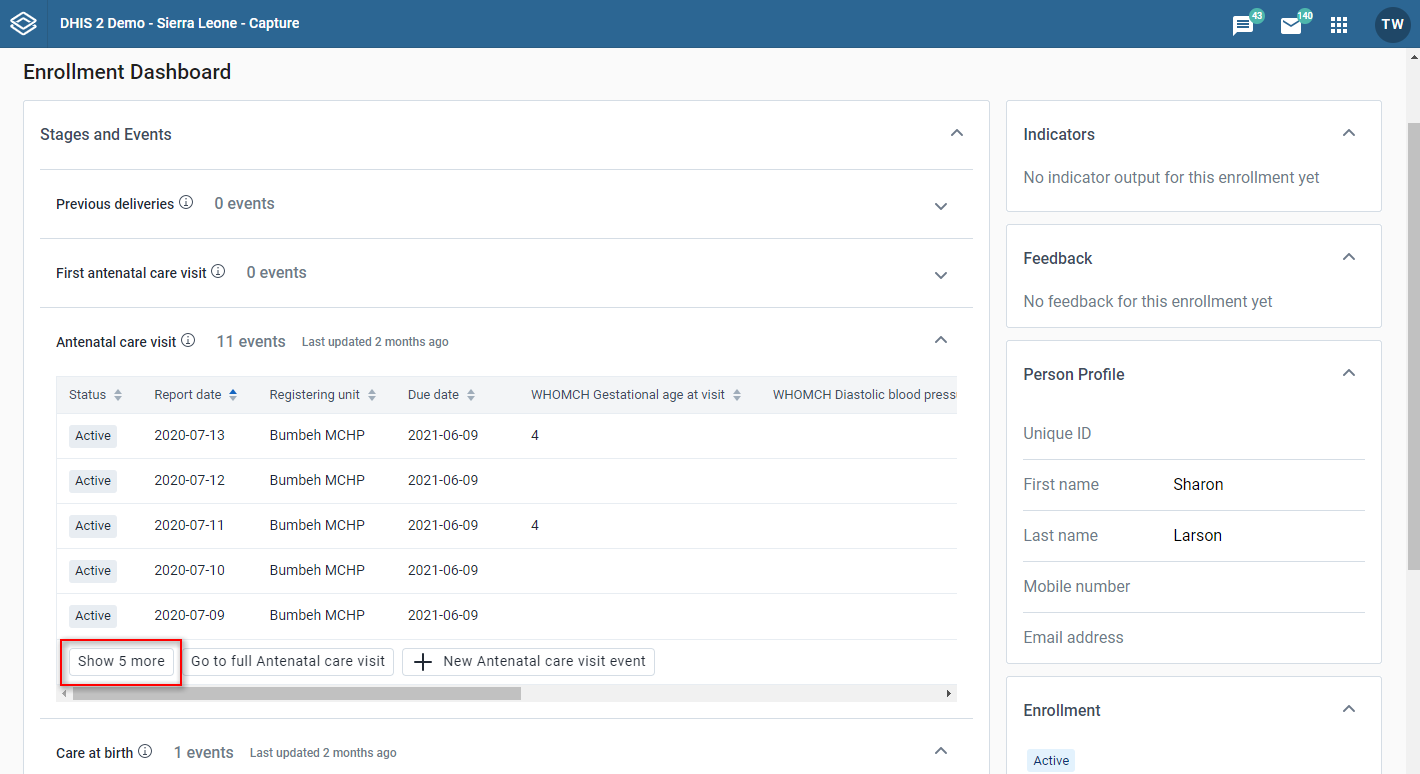 DHIS 2 Demo - Sierra Leone - Capture
43
140
TW
Enrollment Dashboard
Stages and Events
Previous deliveries 0 events
First antenatal care visit 0 events
Antenatal care visit 11 events Last updated 2 months ago
Status Report date Registering unit Due date WHOMCH Gestational age at visit WHOMCH Diastolic blood pressu
Active 2020-07-13 Bumbeh MCHP 2021-06-09 4
Active 2020-07-12 Bumbeh MCHP 2021-06-09
Active 2020-07-11 Bumbeh MCHP 2021-06-09 4
Active 2020-07-10 Bumbeh MCHP 2021-06-09
Active 2020-07-09 Bumbeh MCHP 2021-06-09
Show 5 more Go to full Antenatal care visit New Antenatal care visit event
Care at birth 1 events Last updated 2 months ago
Indicators
No indicator output for this enrollment yet
Feedback
No feedback for this enrollment yet
Person Profile
Unique ID
First name Sharon
Last name Larson
Mobile number
Email address
Enrollment
Active